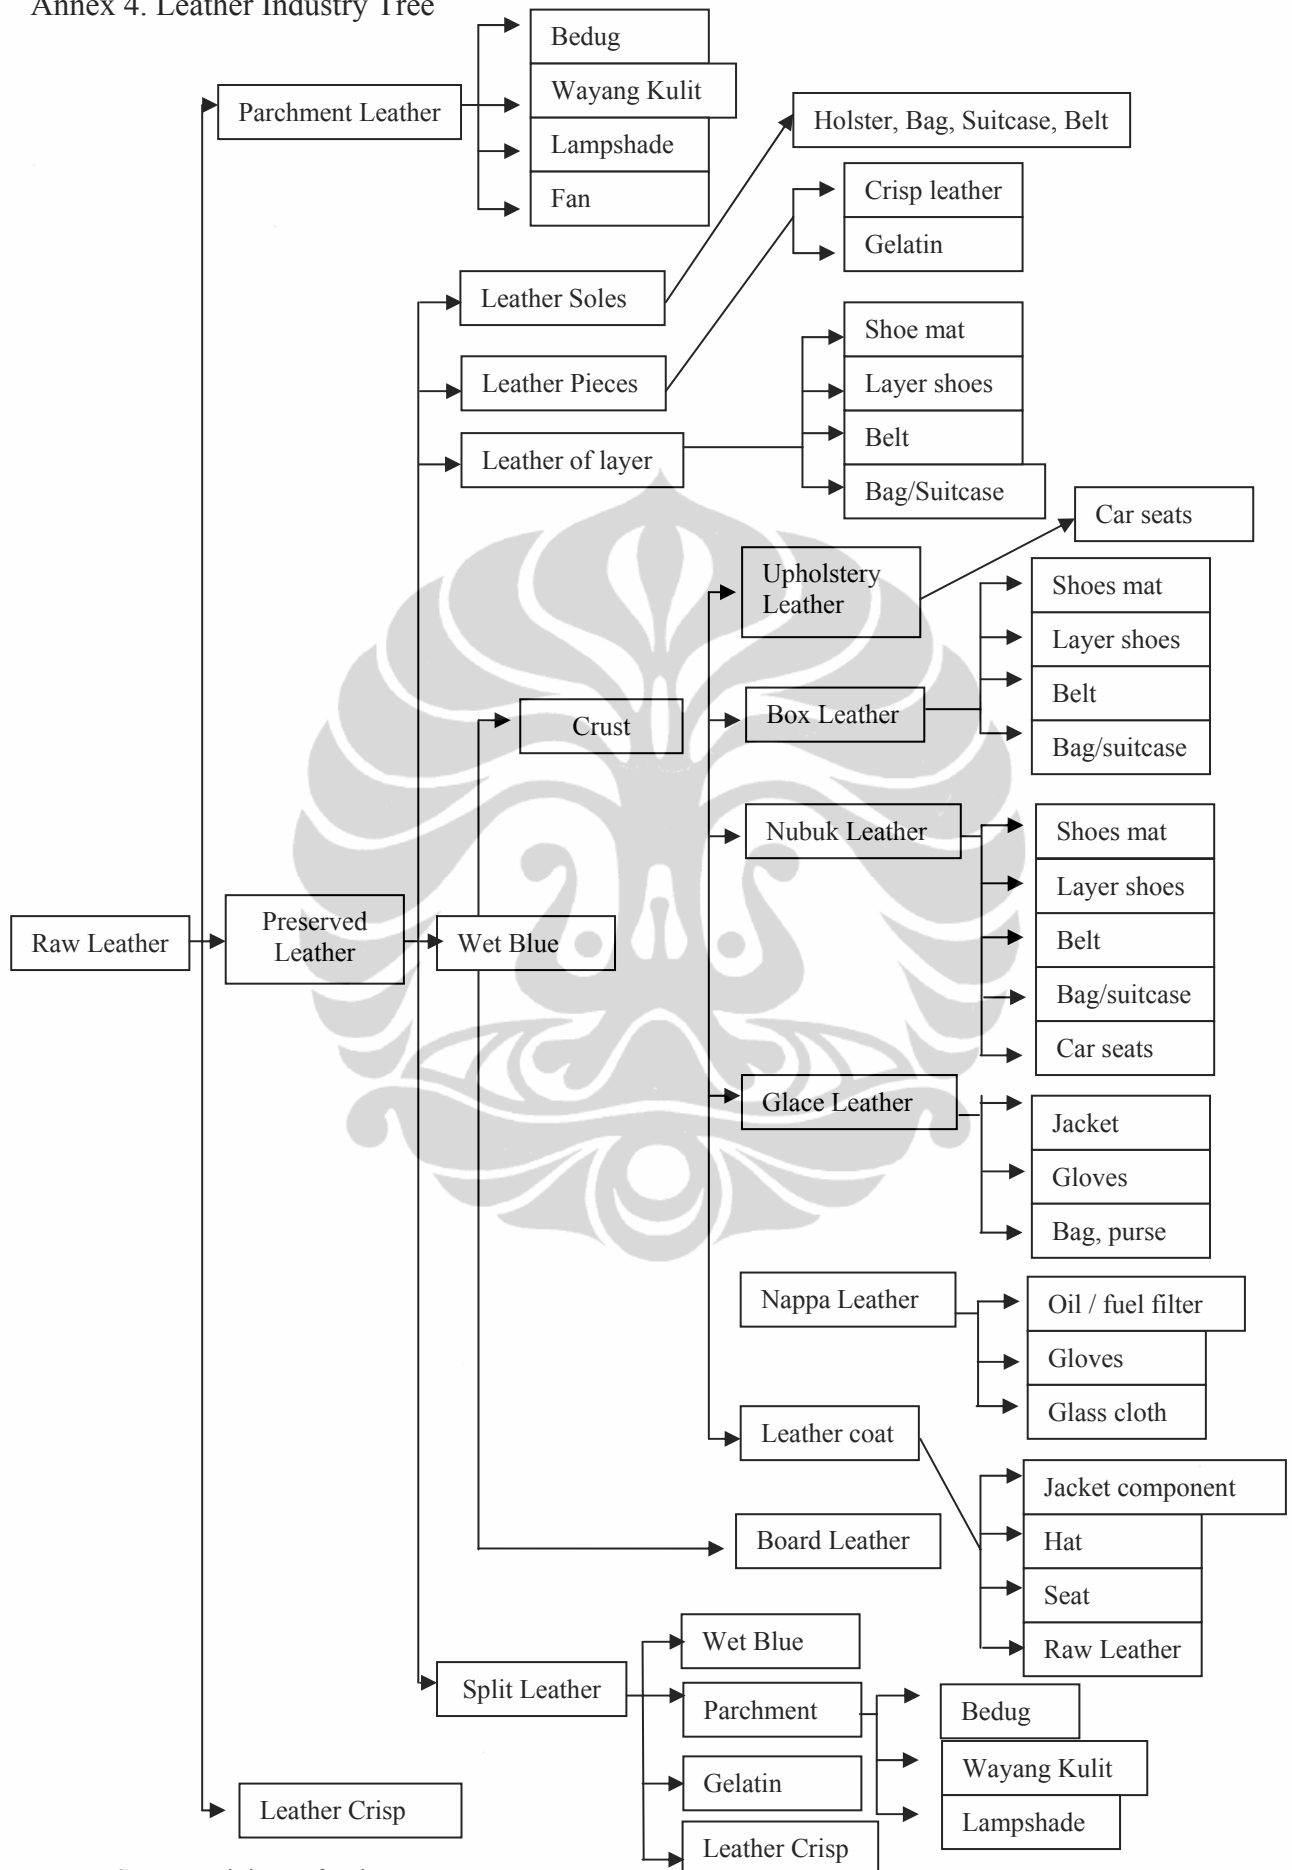 Annex 4. Leather Industry Tree
Bedug
Wayang Kulit
Lampshade
Fan
Parchment Leather
Holster, Bag, Suitcase, Belt
Crisp leather
Gelatin
Leather Soles
Leather Pieces
Leather of layer
Shoe mat
Layer shoes
Belt
Bag/Suitcase
Car seats
Upholstery
Leather
Shoes mat
Layer shoes
Belt
Bag/suitcase
Box Leather
Crust
Nubuk Leather
Shoes mat
Layer shoes
Belt
Bag/suitcase
Car seats
Raw Leather
Preserved
Leather
Wet Blue
Glace Leather
Jacket
Gloves
Bag, purse
Nappa Leather
Oil / fuel filter
Gloves
Glass cloth
Leather coat
Jacket component
Hat
Seat
Raw Leather
Board Leather
Split Leather
Wet Blue
Parchment
Gelatin
Leather Crisp
Bedug
Wayang Kulit
Lampshade
Leather Crisp